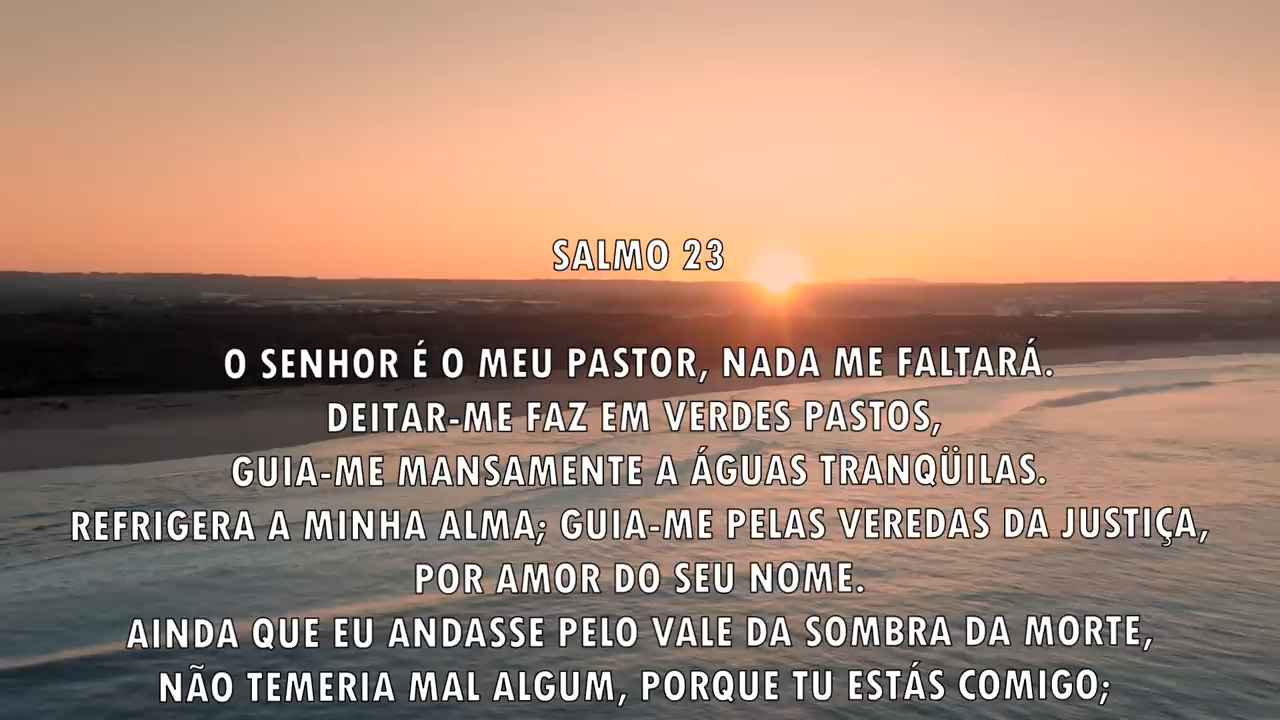 SALMO 23
O SENHOR É O MEU PASTOR, NADA ME FALTARÁ.
DEITAR-ME FAZ EM VERDES PASTOS,
GUIA-ME MANSAMENTE A ÁGUAS TRANQÜILAS.
REFRIGERA A MINHA ALMA; GUIA-ME PELAS VEREDAS DA JUSTIÇA,
POR AMOR DO SEU NOME.
AINDA QUE EU ANDASSE PELO VALE DA SOMBRA DA MORTE,
NÃO TEMERIA MAL ALGUM, PORQUE TU ESTÁS COMIGO;